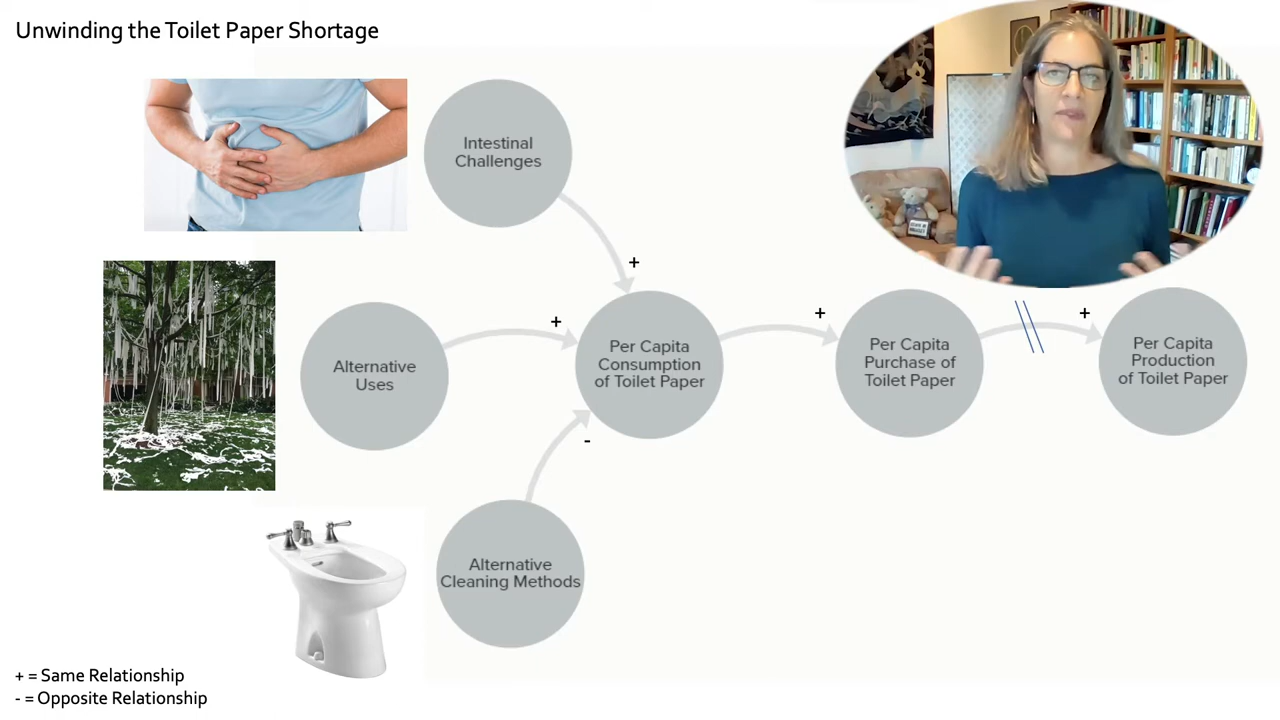 Unwinding the Toilet Paper Shortage
Intestinal
Challenges
+
Alternative
Uses
+
Per Capita
Consumption
of Toilet Paper
+
Per Capita
Purchase of
Toilet Paper
+
Per Capita
Production
of Toilet Paper
-
Alternative
Cleaning Methods
+ = Same Relationship
- = Opposite Relationship